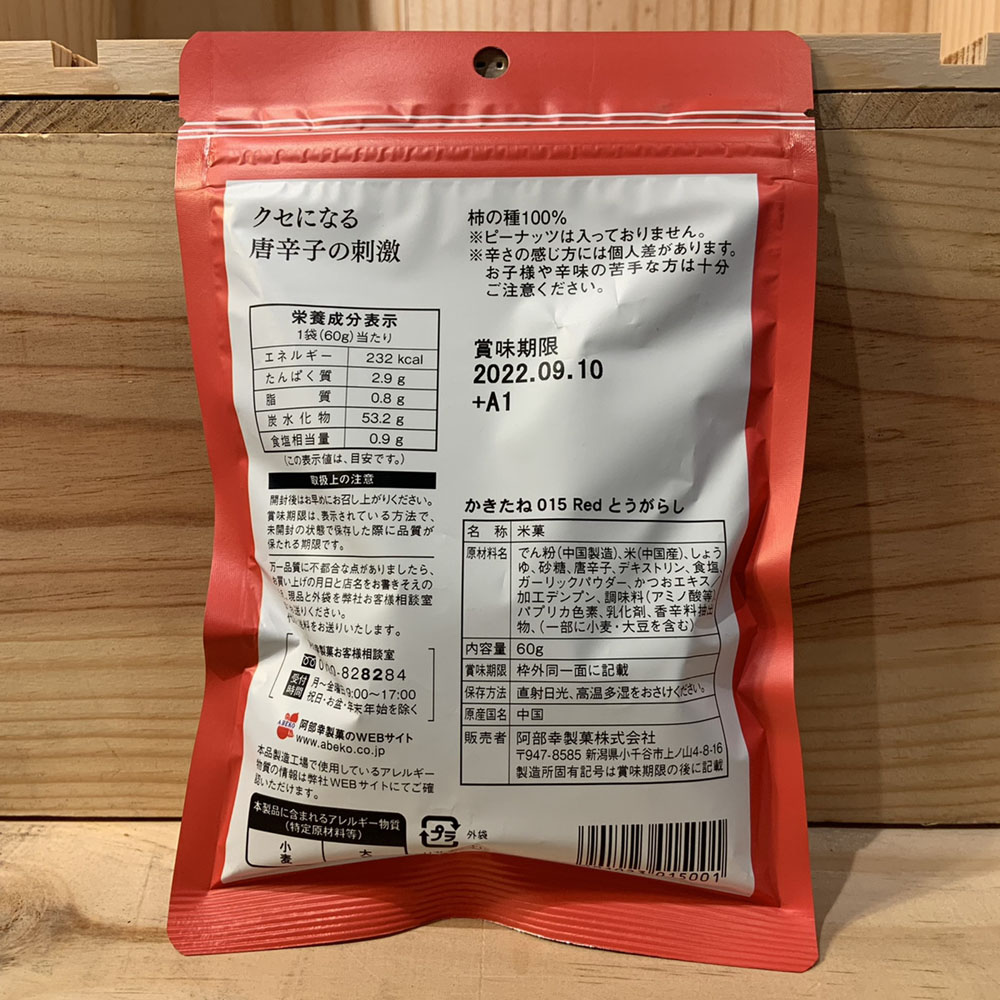 クセになる
唐辛子の刺激
栄養成分表示
1袋(60g)当たり
エネルギー 232 kcal
たんぱく質 2.9 g
脂質 0.8 g
炭水化物 53.2 g
食塩相当量 0.9 g
(この表示値は、目安です。)
取扱上の注意
開封後はお早めにお召し上がりください。
賞味期限は、表示されている方法で、
未開封の状態で保存した際に品質が
保たれる期限です。
万一品質に不都合な点がありましたら、
お買い上げの月日と店名をお書きそえの
現品と外袋を弊社お客様相談室
お送りください。
料をお送りいたします。
製菓お客様相談室
-828284
受付時間 月〜金曜日9:00〜17:00
祝日・お盆・年末年始を除く
ABEKO
阿部幸製菓のWEBサイト
www.abeko.co.jp
本品製造工場で使用しているアレルギー
物質の情報は弊社WEBサイトにてご確
認いただけます。
本製品に含まれるアレルギー物質
(特定原材料等)
小麦
柿の種100%
※ピーナッツは入っておりません。
※辛さの感じ方には個人差があります。
お子様や辛味の苦手な方は十分
ご注意ください。
賞味期限
2022.09.10
+A1
かきたね 015 Red とうがらし
名称 米菓
原材料名 でん粉(中国製造)、米(中国産)、しょう
ゆ、砂糖、唐辛子、デキストリン、食塩、
ガーリックパウダー、かつおエキス/
加工デンプン、調味料(アミノ酸等)、
パプリカ色素、乳化剤、香辛料抽出
物、(一部に小麦・大豆を含む)
内容量 60g
賞味期限 枠外同一面に記載
保存方法 直射日光、高温多湿をおさけください。
原産国名 中国
販売者 阿部幸製菓株式会社
〒947-8585 新潟県小千谷市上ノ山4-8-16
製造所固有記号は賞味期限の後に記載
プラ 外袋
015001